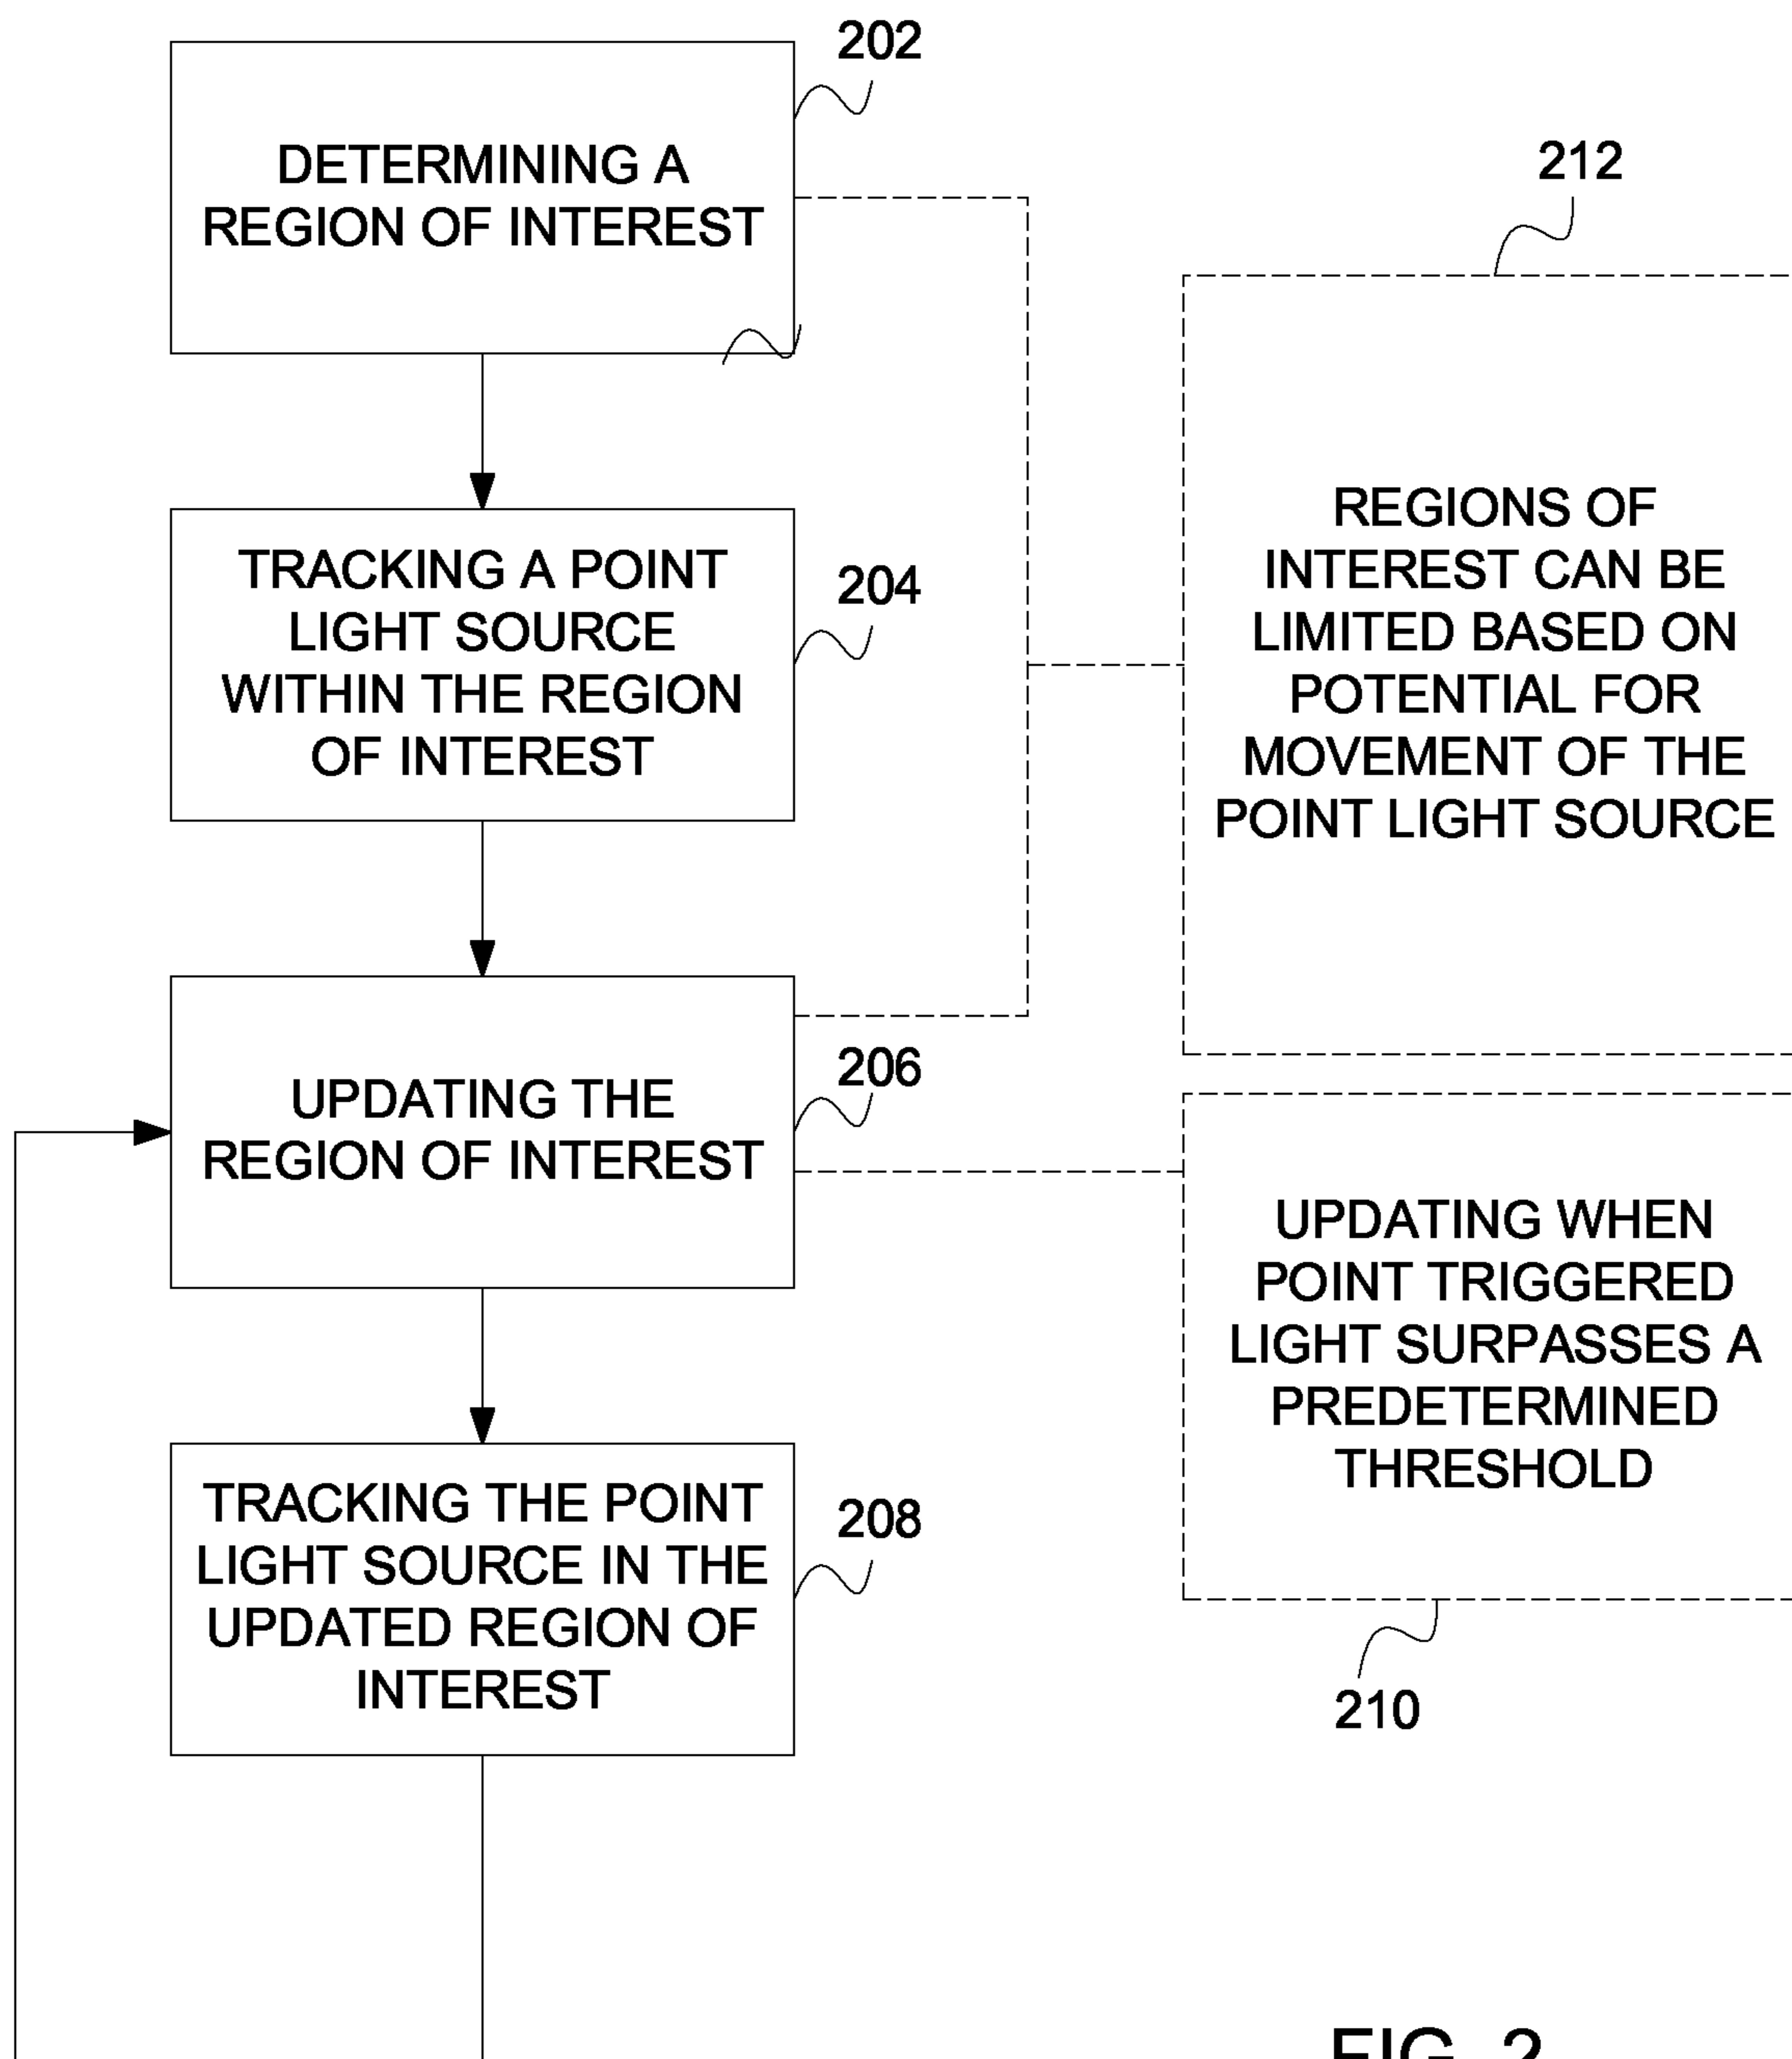 202
DETERMINING A
REGION OF INTEREST
212
TRACKING A POINT
LIGHT SOURCE
WITHIN THE REGION
OF INTEREST
204
REGIONS OF
INTEREST CAN BE
LIMITED BASED ON
POTENTIAL FOR
MOVEMENT OF THE
POINT LIGHT SOURCE
UPDATING THE
REGION OF INTEREST
206
UPDATING WHEN
POINT TRIGGERED
LIGHT SURPASSES A
PREDETERMINED
THRESHOLD
210
TRACKING THE POINT
LIGHT SOURCE IN THE
UPDATED REGION OF
INTEREST
208
FIG. 2